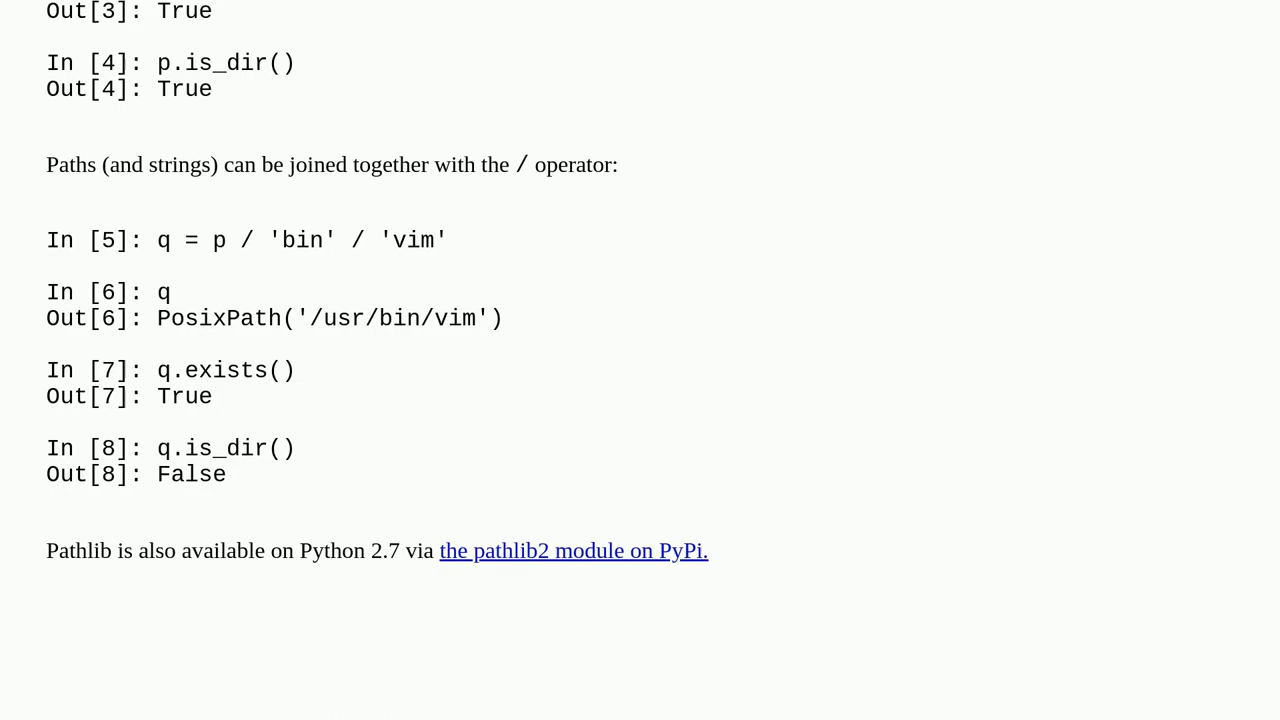 Out[3]: True
In [4]: p.is_dir()
Out[4]: True
Paths (and strings) can be joined together with the / operator:
In [5]: q = p / 'bin' / 'vim'
In [6]: q
Out[6]: PosixPath('/usr/bin/vim')
In [7]: q.exists()
Out[7]: True
In [8]: q.is_dir()
Out[8]: False
Pathlib is also available on Python 2.7 via the pathlib2 module on PyPi.